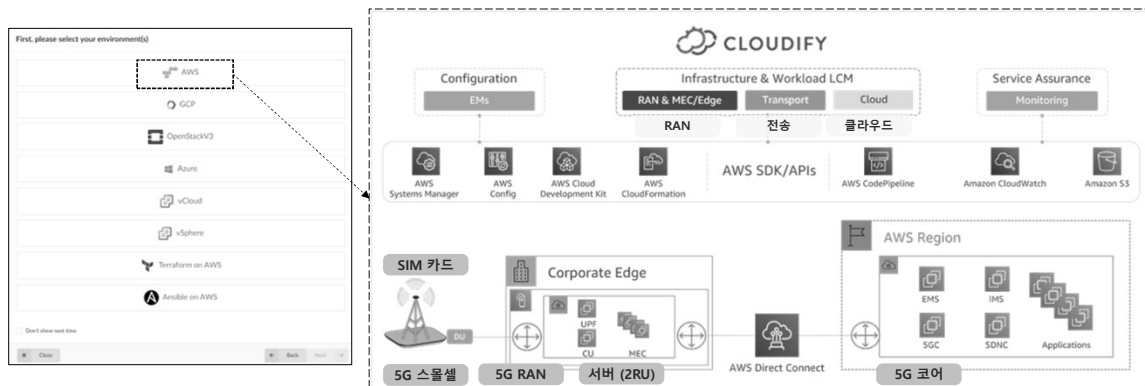 First, please select your environment(s)
AWS
GCP
OpenStackV3
Azure
vCloud
vSphere
Terraform on AWS
Ansible on AWS
Don't show next time
Close
Back
Next
CLOUDIFY
Configuration
EMs
Infrastructure & Workload LCM
RAN & MEC/Edge
Transport
Cloud
RAN
전송
클라우드
Service Assurance
Monitoring
AWS
Systems Manager
AWS
Config
AWS Cloud
Development Kit
AWS
CloudFormation
AWS SDK/APIs
AWS CodePipeline
Amazon CloudWatch
Amazon S3
SIM 카드
DU
5G 스몰셀
Corporate Edge
UPF
CU
MEC
5G RAN
서버 (2RU)
AWS Direct Connect
AWS Region
EMS
IMS
5GC
SDNC
Applications
5G 코어